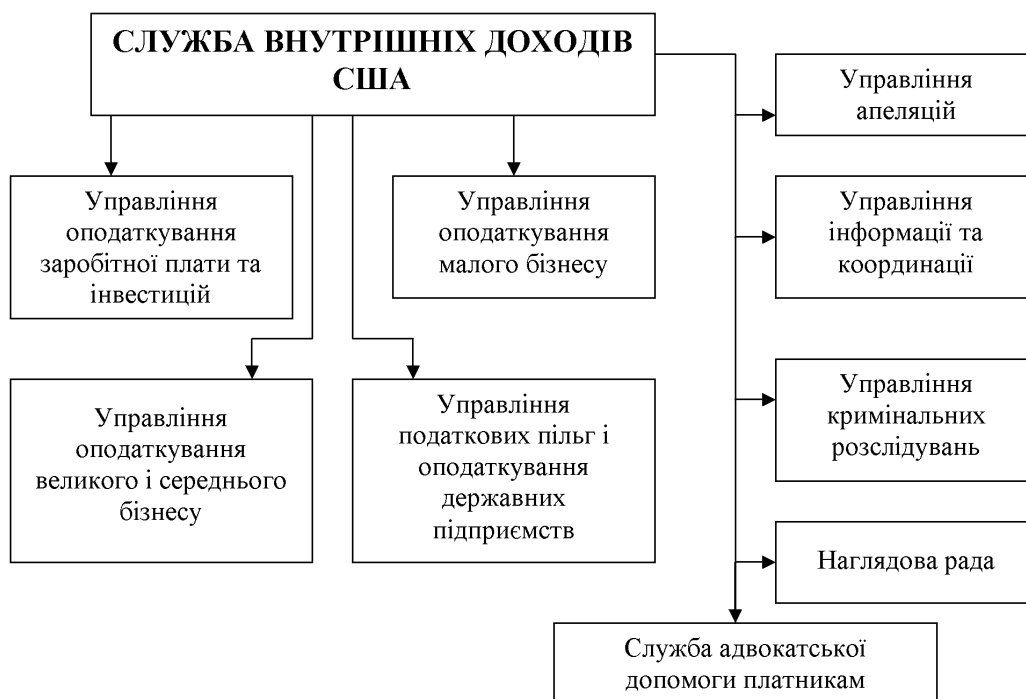 СЛУЖБА ВНУТРІШНІХ ДОХОДІВ
США
Управління
апеляцій
Управління
оподаткування
заробітної плати та
інвестицій
Управління
оподаткування
малого бізнесу
Управління
інформації та
координації
Управління
оподаткування
великого і середнього
бізнесу
Управління
податкових пільг і
оподаткування
державних
підприємств
Управління
кримінальних
розслідувань
Наглядова рада
Служба адвокатської
допомоги платникам